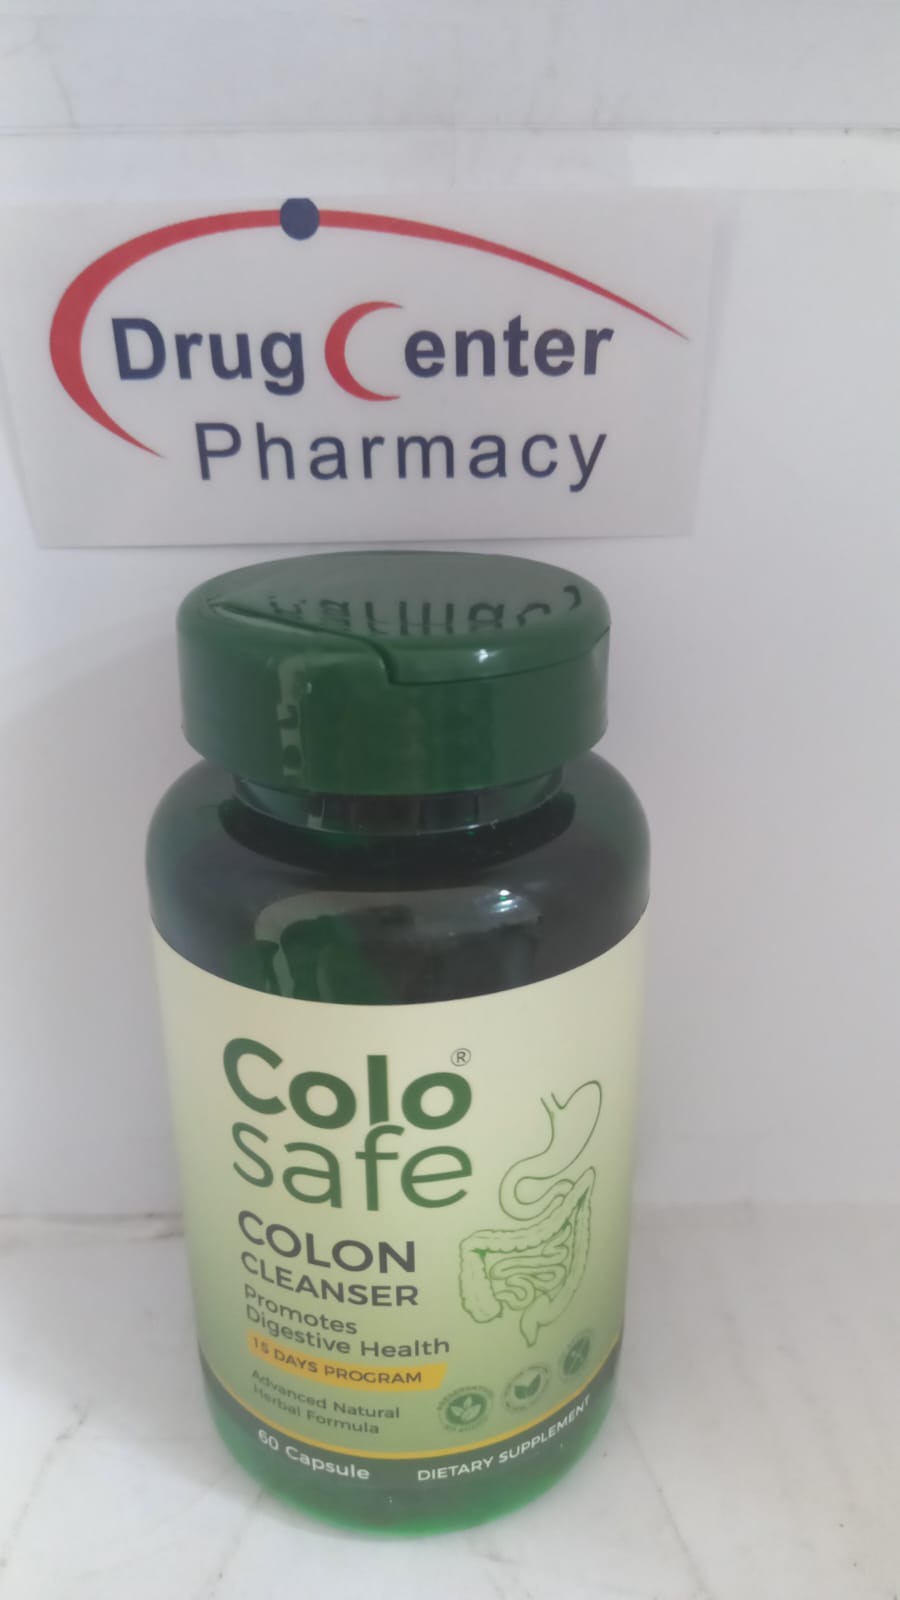 Drug Center
Pharmacy
Colo®
safe
COLON
CLEANSER
Promotes
Digestive Health
15 DAYS PROGRAM
Advanced Natural
Herbal Formula
60 Capsule
DIETARY SUPPLEMENT